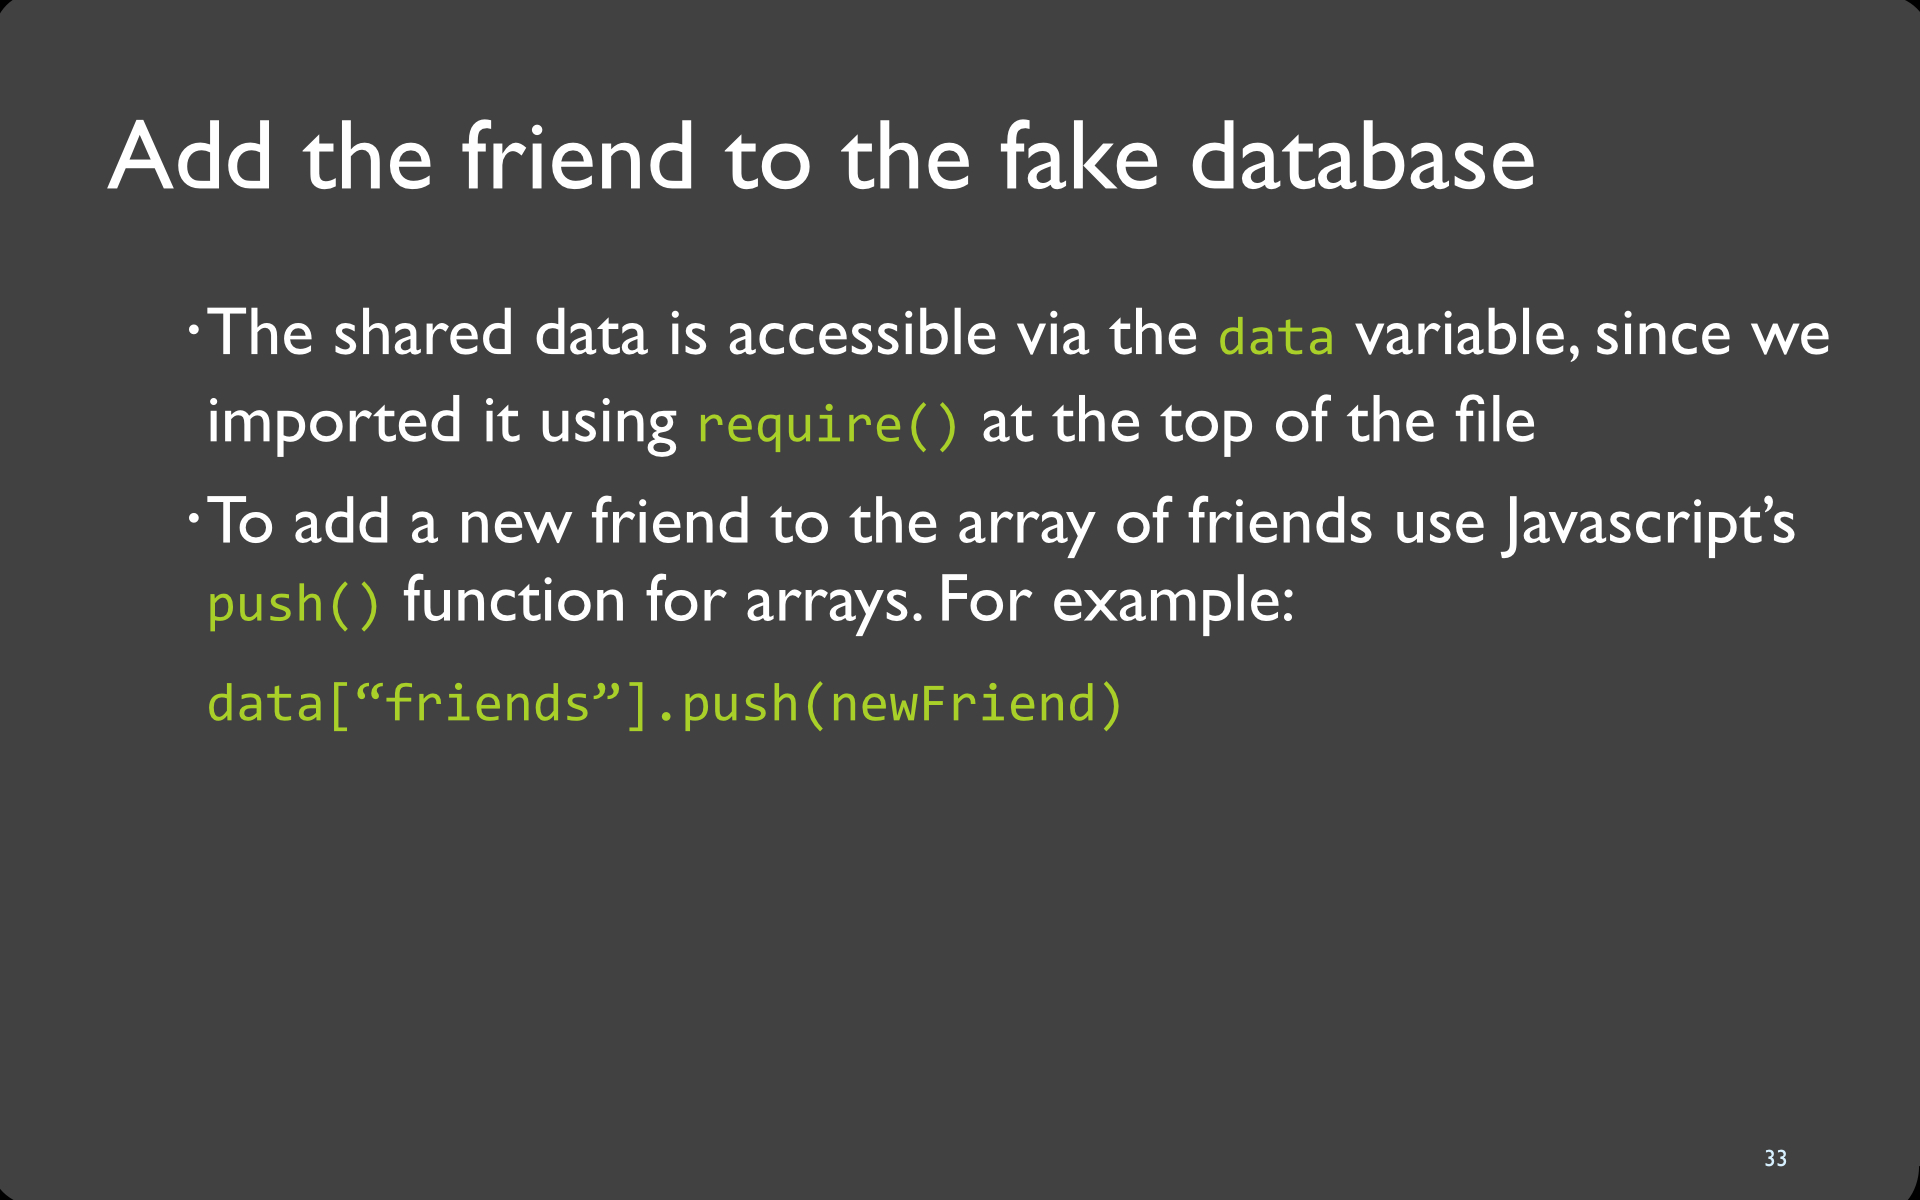 Add the friend to the fake database
·The shared data is accessible via the data variable, since we
imported it using require() at the top of the file
·To add a new friend to the array of friends use Javascript’s
push() function for arrays. For example:
data[“friends”].push(newFriend)
33